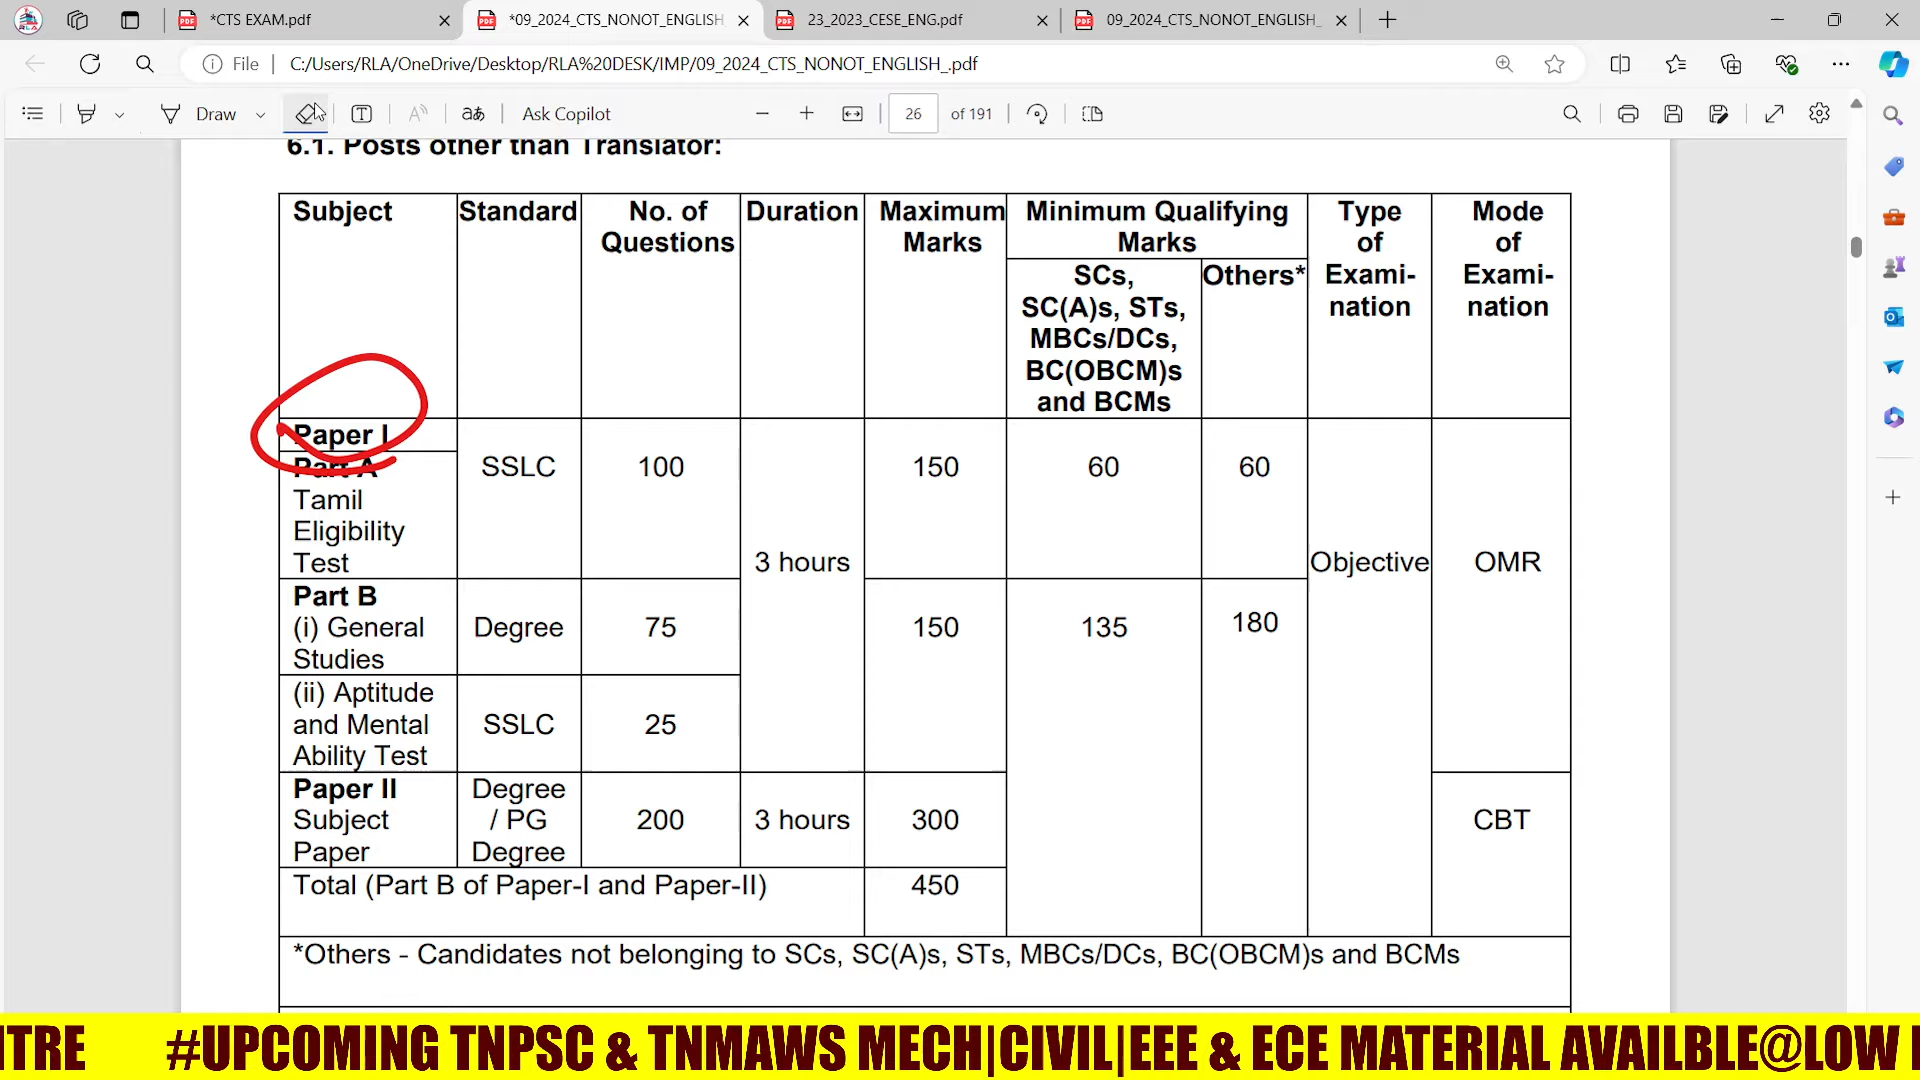 *CTS EXAM.pdf
*09_2024_CTS_NONOT_ENGLISH
23_2023_CESE_ENG.pdf
09_2024_CTS_NONOT_ENGLISH_
File
C:/Users/RLA/OneDrive/Desktop/RLA%20DESK/IMP/09_2024_CTS_NONOT_ENGLISH_.pdf
Draw
Ask Copilot
26 of 191
6.1. Posts other than Translator:
Subject
Standard
No. of
Questions
Duration
Maximum
Marks
Minimum Qualifying
Marks
SCs,
SC(A)s, STs,
MBCs/DCs,
BC(OBCM)s
and BCMs
Others*
Type
of
Exami-
nation
Mode
of
Exami-
nation
Paper I
Part A
Tamil
Eligibility
Test
SSLC
100
3 hours
150
60
60
Objective
OMR
Part B
(i) General
Studies
Degree
75
150
135
180
(ii) Aptitude
and Mental
Ability Test
SSLC
25
Paper II
Subject
Paper
Degree
/ PG
Degree
200
3 hours
300
CBT
Total (Part B of Paper-I and Paper-II)
450
*Others - Candidates not belonging to SCs, SC(A)s, STs, MBCs/DCs, BC(OBCM)s and BCMs
NTRE #UPCOMING TNPSC & TNMAWS MECH|CIVIL|EEE & ECE MATERIAL AVAILBLE@LOW